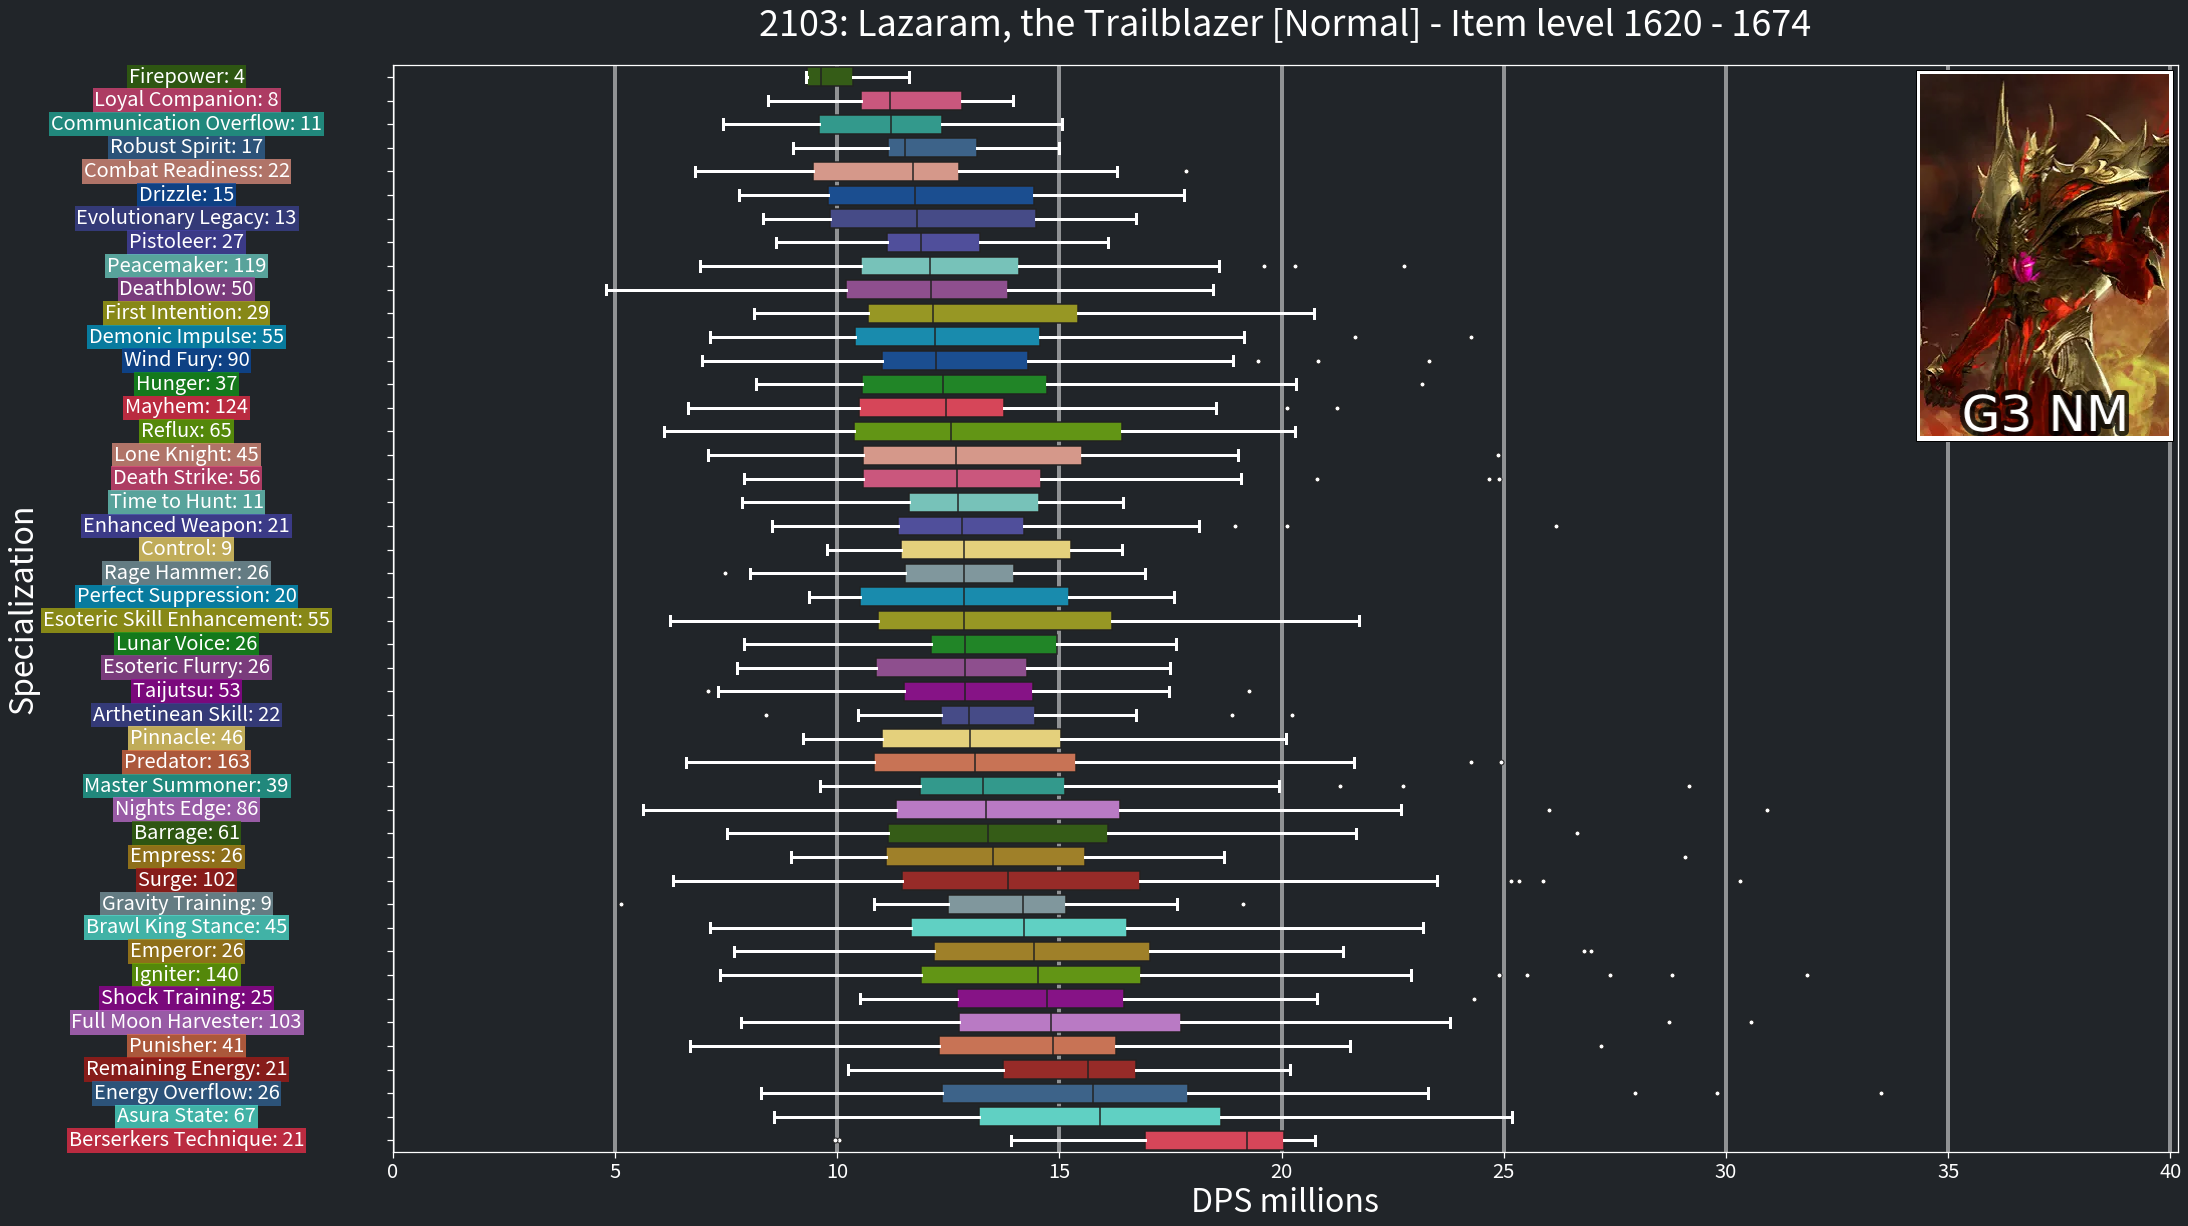 2103: Lazaram, the Trailblazer [Normal] - Item level 1620 - 1674
Specialization
Firepower: 4
Loyal Companion: 8
Communication Overflow: 11
Robust Spirit: 17
Combat Readiness: 22
Drizzle: 15
Evolutionary Legacy: 13
Pistoleer: 27
Peacemaker: 119
Deathblow: 50
First Intention: 29
Demonic Impulse: 55
Wind Fury: 90
Hunger: 37
Mayhem: 124
Reflux: 65
Lone Knight: 45
Death Strike: 56
Time to Hunt: 11
Enhanced Weapon: 21
Control: 9
Rage Hammer: 26
Perfect Suppression: 20
Esoteric Skill Enhancement: 55
Lunar Voice: 26
Esoteric Flurry: 26
Taijutsu: 53
Arthetinean Skill: 22
Pinnacle: 46
Predator: 163
Master Summoner: 39
Nights Edge: 86
Barrage: 61
Empress: 26
Surge: 102
Gravity Training: 9
Brawl King Stance: 45
Emperor: 26
Igniter: 140
Shock Training: 25
Full Moon Harvester: 103
Punisher: 41
Remaining Energy: 21
Energy Overflow: 26
Asura State: 67
Berserkers Technique: 21
G3 NM
0 5 10 15 20 25 30 35 40
DPS millions